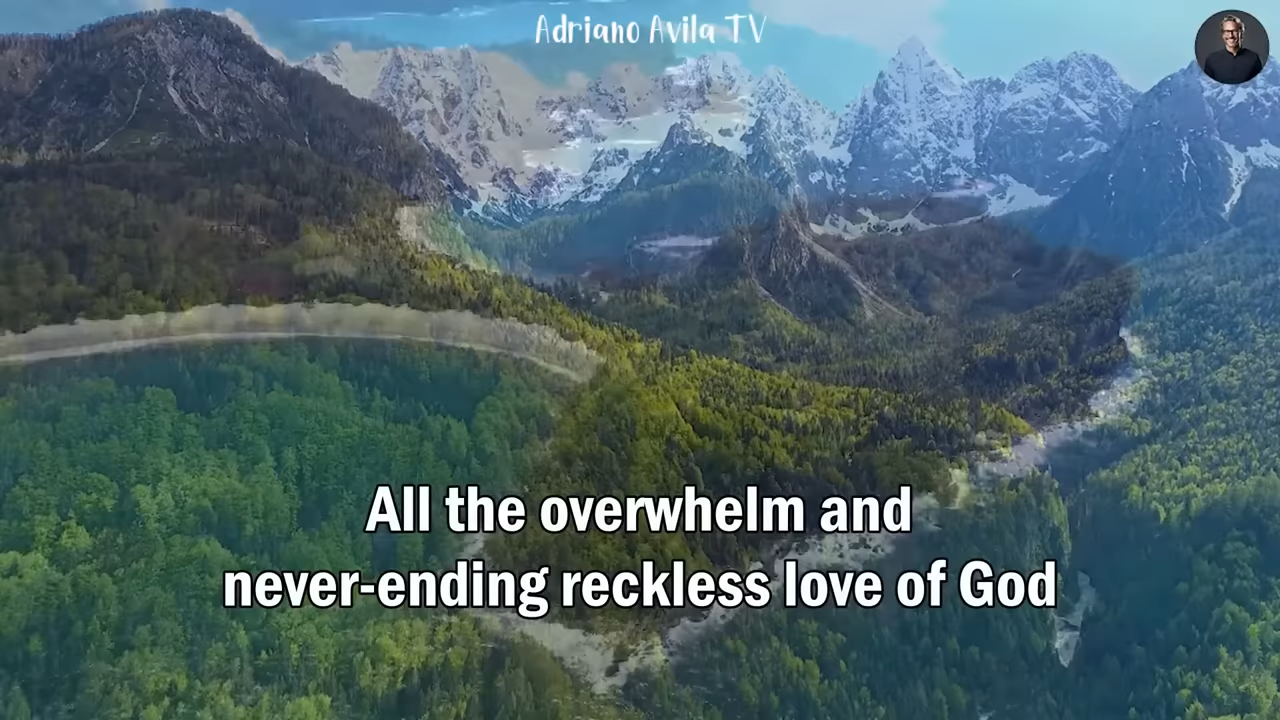 Adriano Avila TV
All the overwhelm and
never-ending reckless love of God